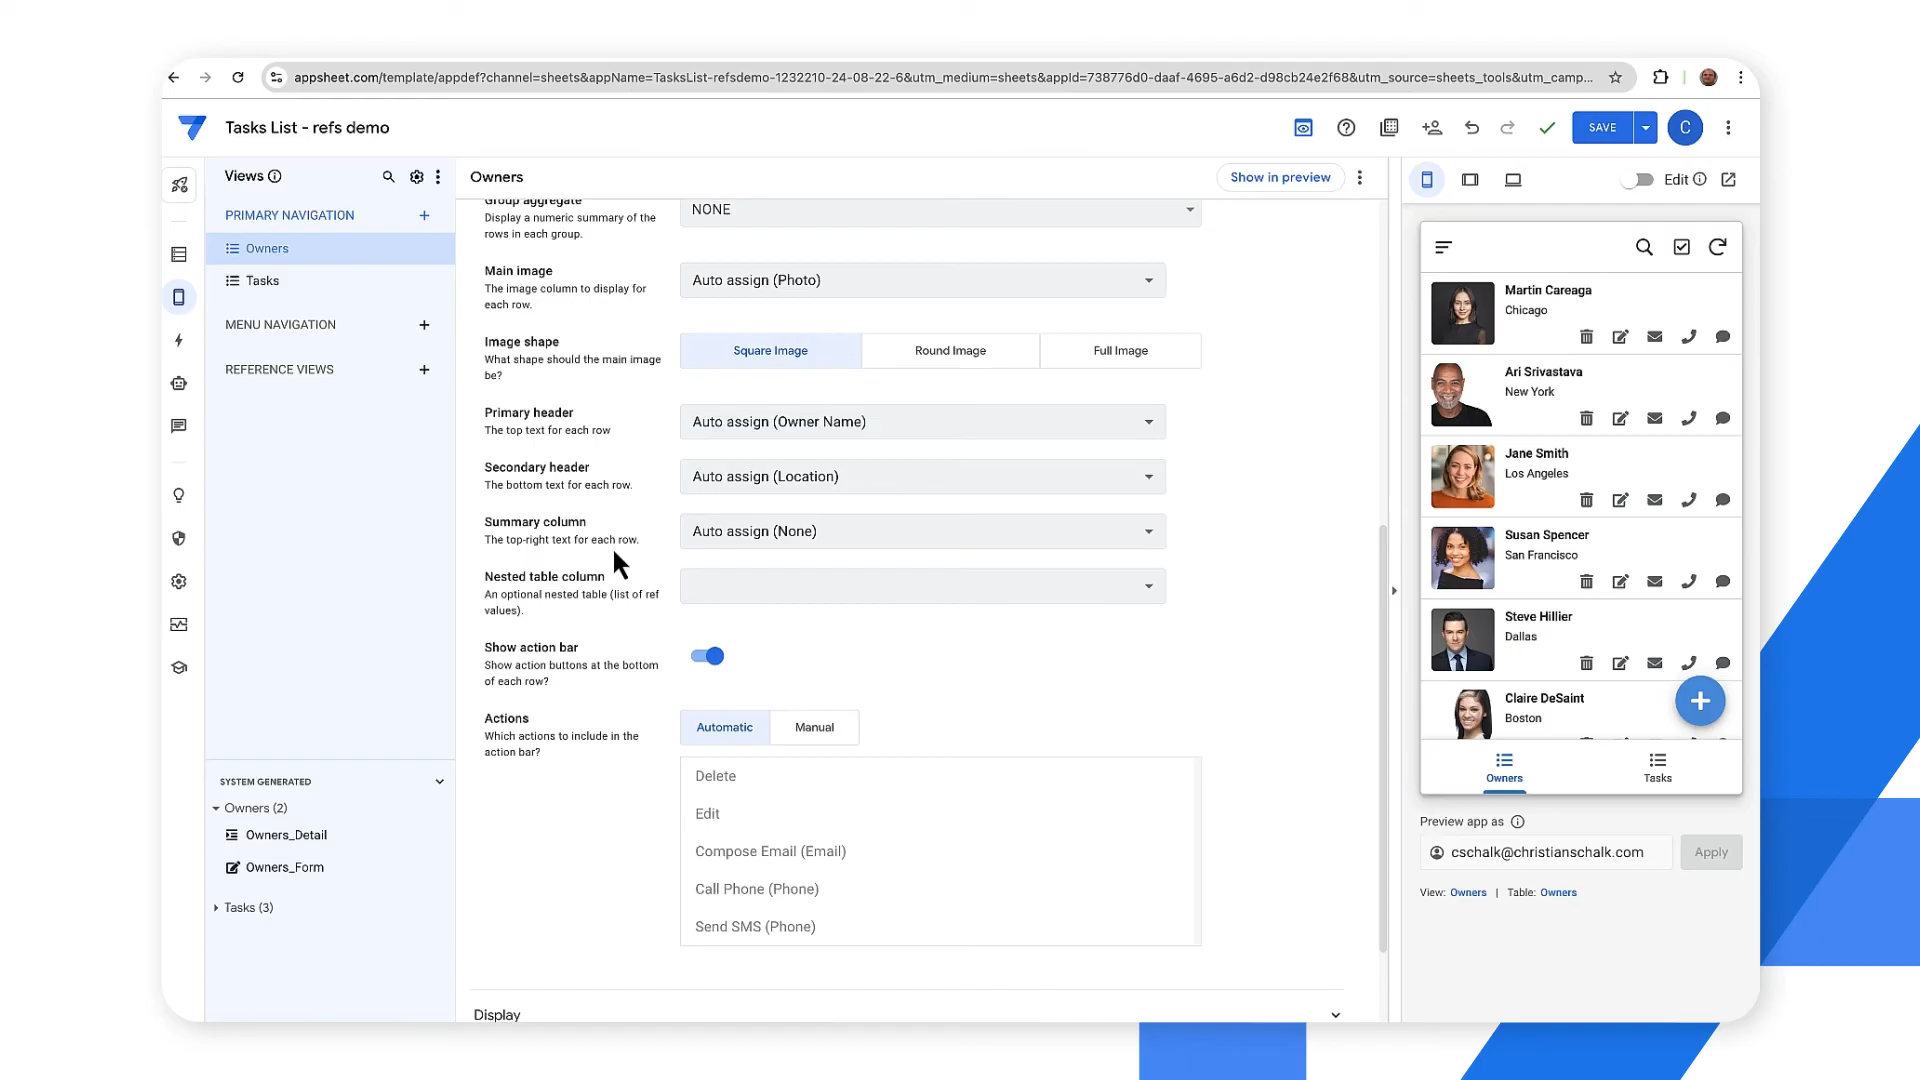 appsheet.com/template/appdef?channel=sheets&appName=TasksList-refsdemo-1232210-24-08-22-6&utm_medium=sheets&appId=738776d0-daaf-4695-a6d2-d98cb24e2f68&utm_source=sheets_tools&utm_camp...
Tasks List - refs demo
SAVE
C
Views
Owners
Show in preview
Edit
PRIMARY NAVIGATION
Owners
Tasks
MENU NAVIGATION
REFERENCE VIEWS
SYSTEM GENERATED
Owners (2)
Owners_Detail
Owners_Form
Tasks (3)
Group aggregate
Display a numeric summary of the
rows in each group.
NONE
Main image
The image column to display for
each row.
Auto assign (Photo)
Image shape
What shape should the main image
be?
Square Image
Round Image
Full Image
Primary header
The top text for each row
Auto assign (Owner Name)
Secondary header
The bottom text for each row.
Auto assign (Location)
Summary column
The top-right text for each row.
Auto assign (None)
Nested table column
An optional nested table (list of ref
values).
Show action bar
Show action buttons at the bottom
of each row?
Actions
Which actions to include in the
action bar?
Automatic
Manual
Delete
Edit
Compose Email (Email)
Call Phone (Phone)
Send SMS (Phone)
Display
Martin Careaga
Chicago
Ari Srivastava
New York
Jane Smith
Los Angeles
Susan Spencer
San Francisco
Steve Hillier
Dallas
Claire DeSaint
Boston
Owners
Tasks
Preview app as
cschalk@christianschalk.com
Apply
View: Owners | Table: Owners